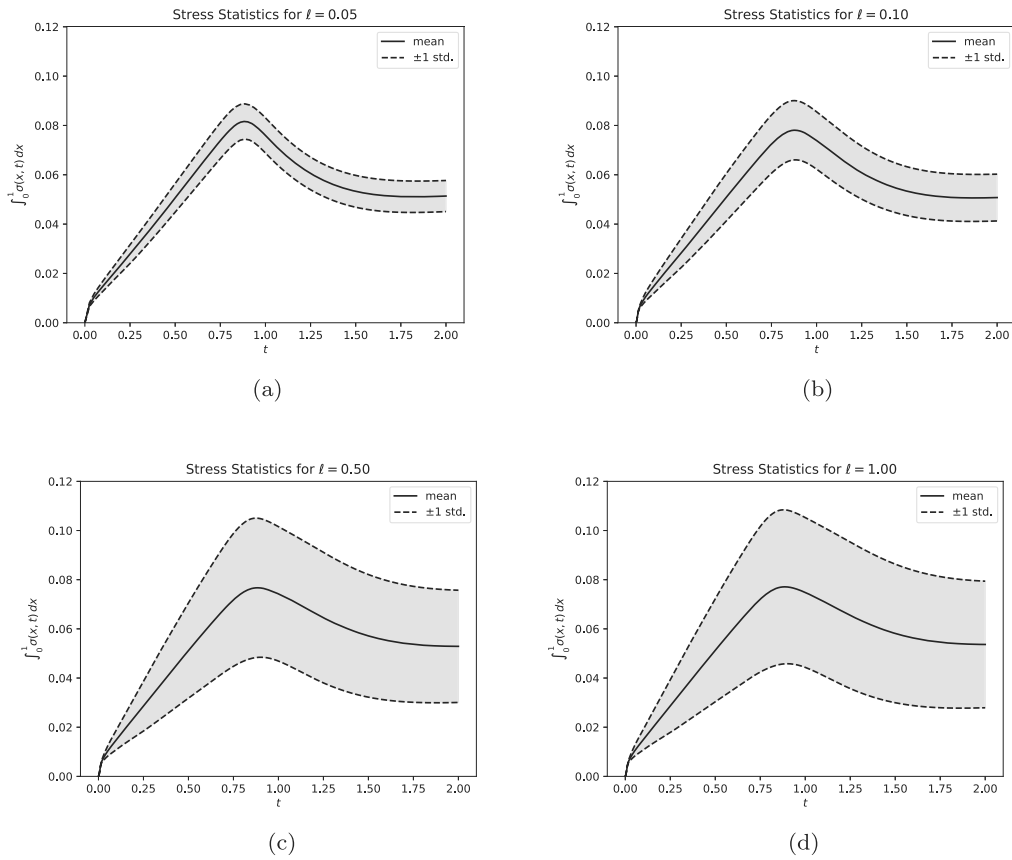 Stress Statistics for ℓ = 0.05
mean
±1 std.
0.12
0.10
0.08
0.06
0.04
0.02
0.00
∫₀¹ σ(x, t) dx
0.00 0.25 0.50 0.75 1.00 1.25 1.50 1.75 2.00
t
(a)
Stress Statistics for ℓ = 0.10
mean
±1 std.
0.12
0.10
0.08
0.06
0.04
0.02
0.00
∫₀¹ σ(x, t) dx
0.00 0.25 0.50 0.75 1.00 1.25 1.50 1.75 2.00
t
(b)
Stress Statistics for ℓ = 0.50
mean
±1 std.
0.12
0.10
0.08
0.06
0.04
0.02
0.00
∫₀¹ σ(x, t) dx
0.00 0.25 0.50 0.75 1.00 1.25 1.50 1.75 2.00
t
(c)
Stress Statistics for ℓ = 1.00
mean
±1 std.
0.12
0.10
0.08
0.06
0.04
0.02
0.00
∫₀¹ σ(x, t) dx
0.00 0.25 0.50 0.75 1.00 1.25 1.50 1.75 2.00
t
(d)